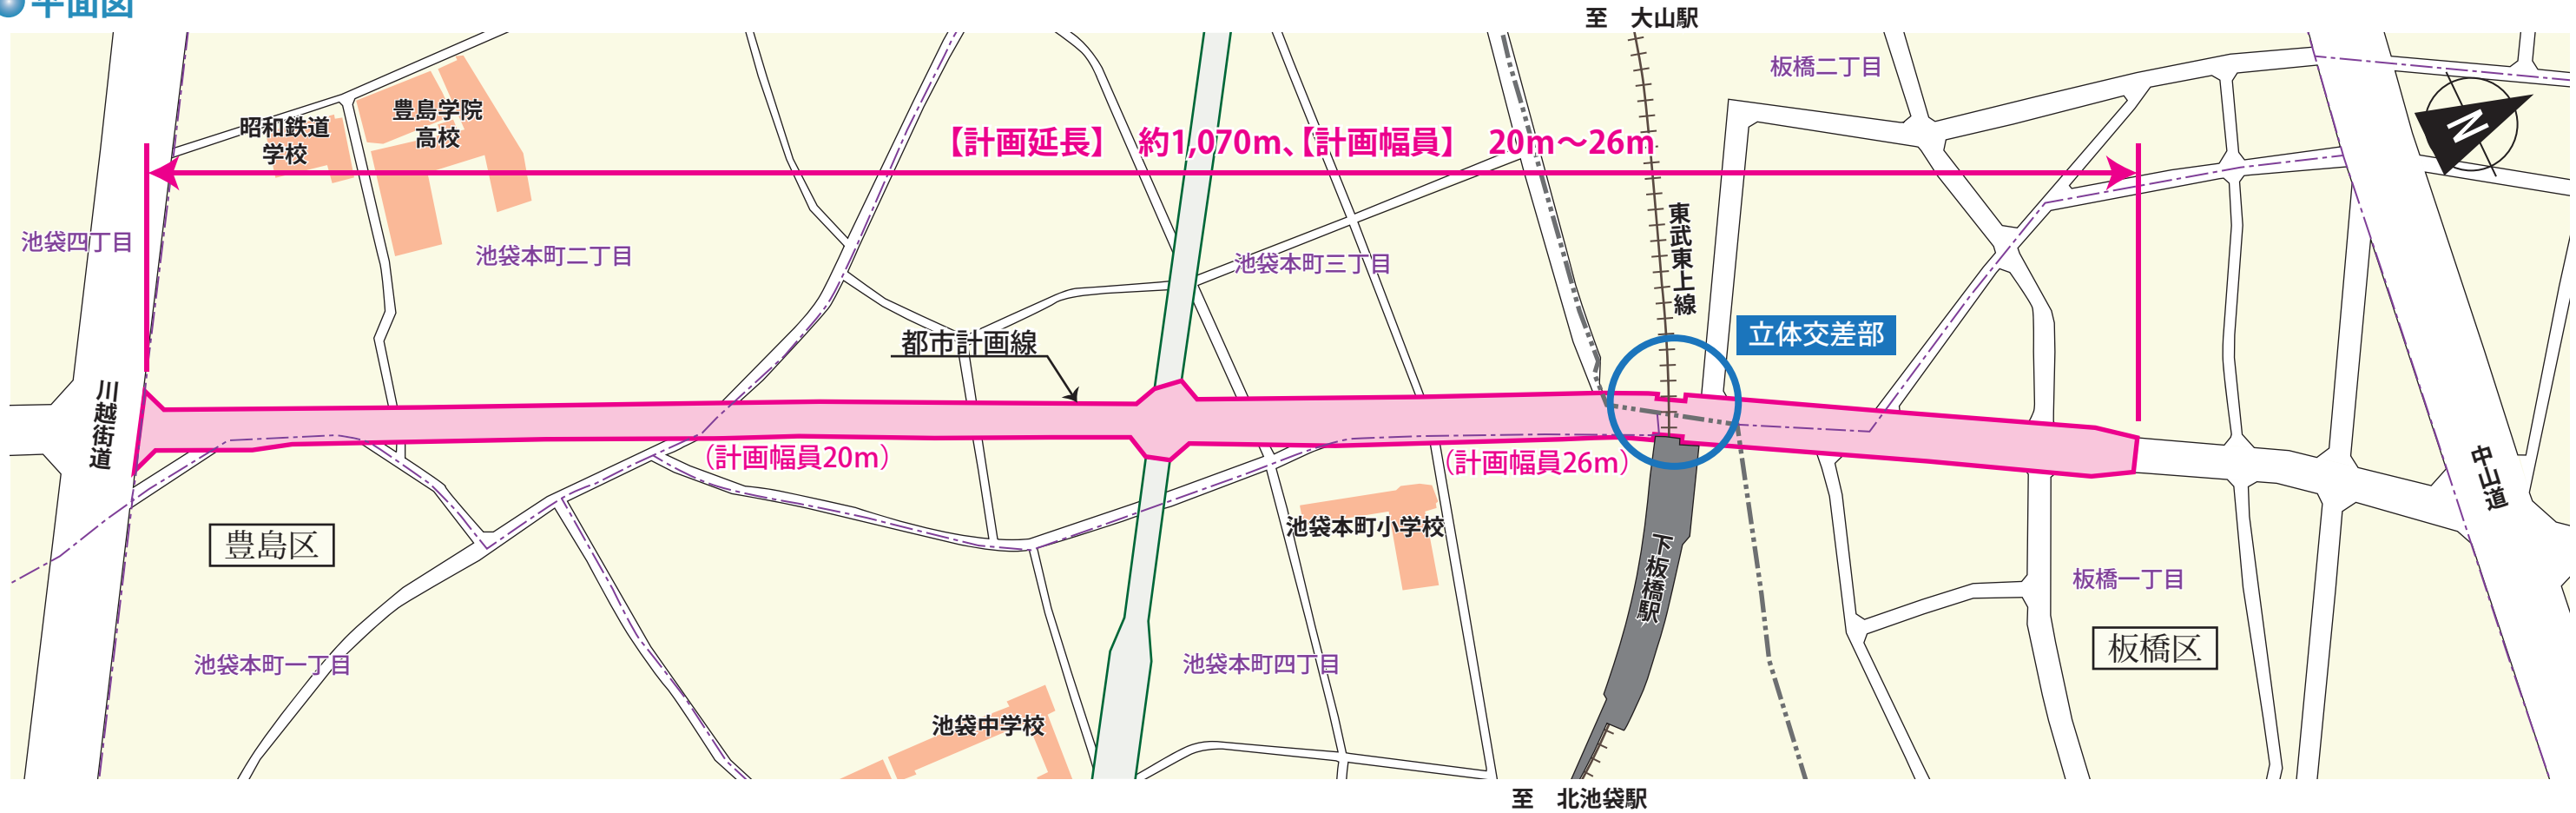 平面図
至　大山駅
板橋二丁目
豊島学院
高校
昭和鉄道
学校
【計画延長】　約1,070m、【計画幅員】　20m～26m
N
池袋四丁目
池袋本町二丁目
池袋本町三丁目
東武東上線
都市計画線
立体交差部
川越街道
（計画幅員20m）
（計画幅員26m）
中山道
池袋本町小学校
豊島区
下板橋駅
板橋一丁目
板橋区
池袋本町一丁目
池袋本町四丁目
池袋中学校
至　北池袋駅